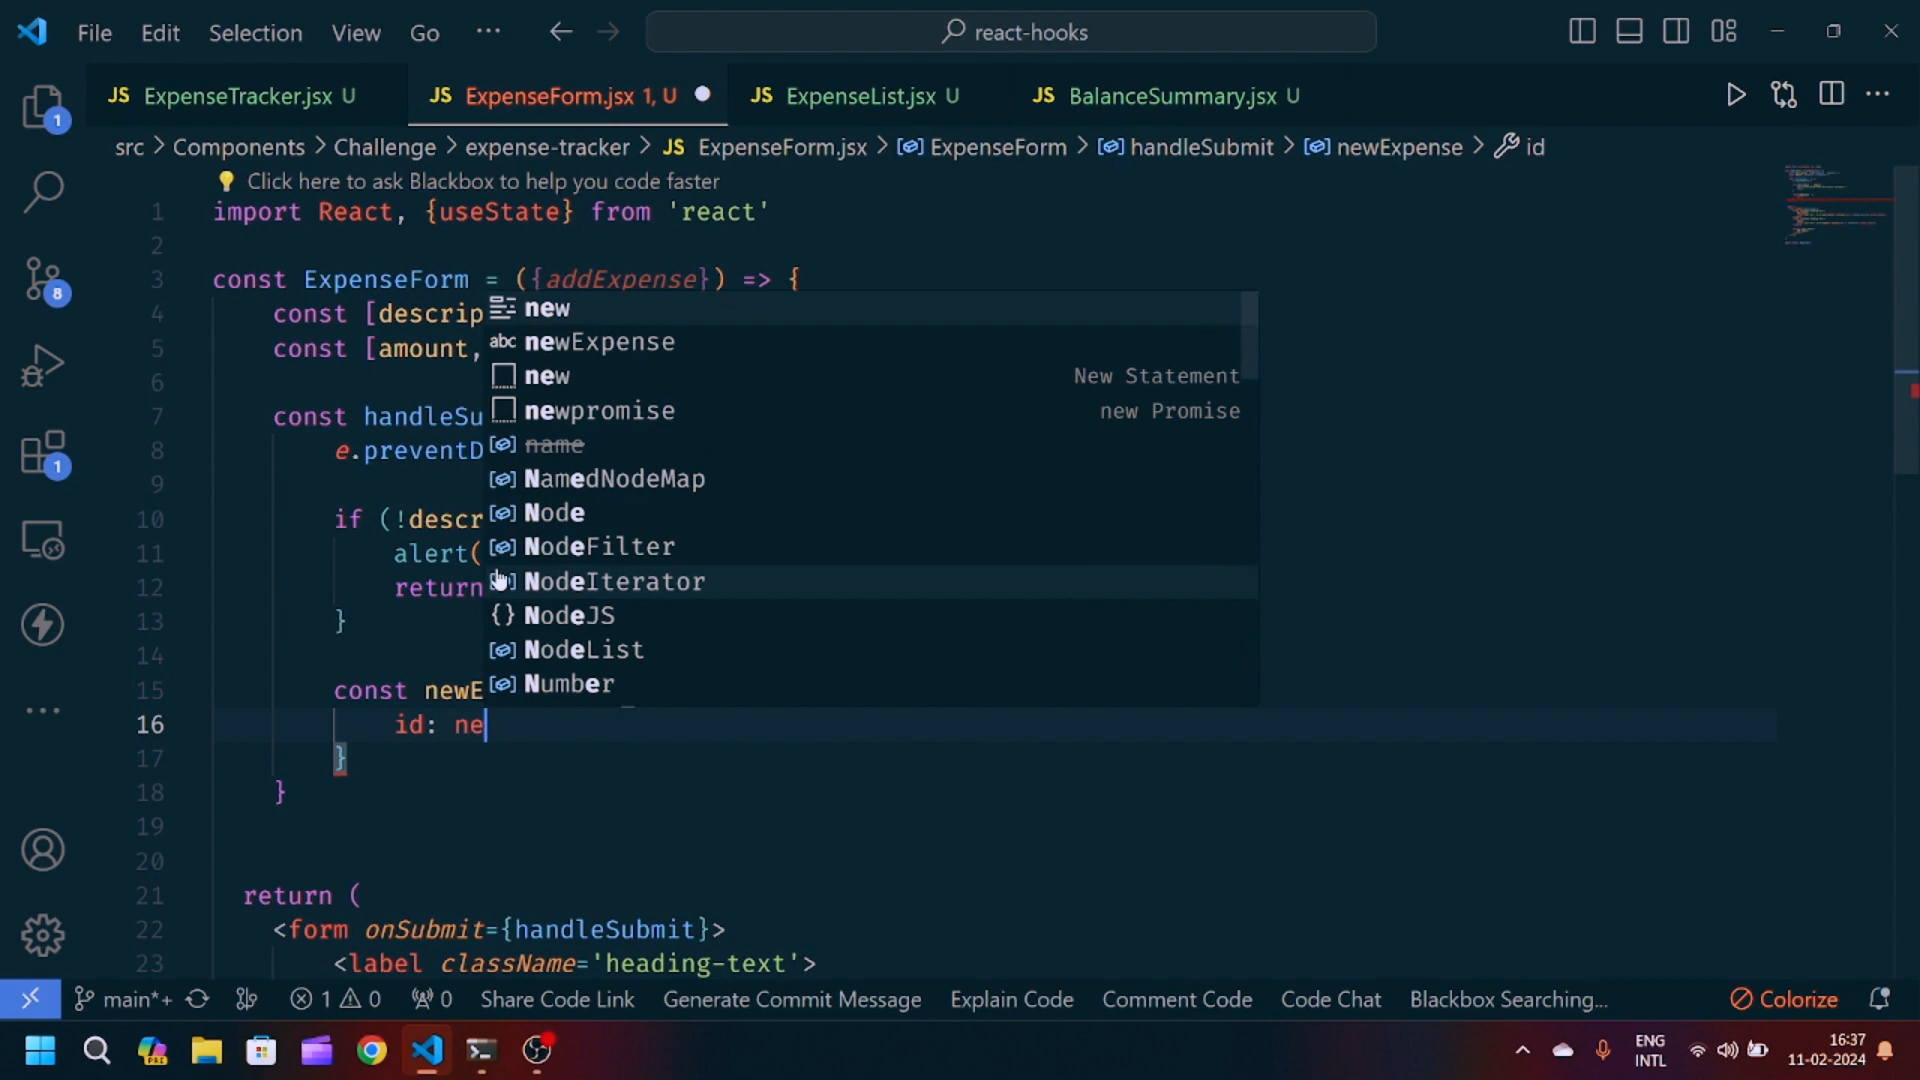 File Edit Selection View Go ··· react-hooks
JS ExpenseTracker.jsx U JS ExpenseForm.jsx 1, U JS ExpenseList.jsx U JS BalanceSummary.jsx U
src > Components > Challenge > expense-tracker > JS ExpenseForm.jsx > ExpenseForm > handleSubmit > newExpense > id
Click here to ask Blackbox to help you code faster
1 import React, {useState} from 'react'
2
3 const ExpenseForm = ({addExpense}) => {
4 const [descrip
5 const [amount,
6
7 const handleSu
8 e.preventD
9
10 if (!descr
11 alert(
12 return
13 }
14
15 const newE
16 id: ne
17 }
18 }
19
20
21 return (
22 <form onSubmit={handleSubmit}>
23 <label className='heading-text'>
new
abc newExpense
new New Statement
newpromise new Promise
name
NamedNodeMap
Node
NodeFilter
NodeIterator
{} NodeJS
NodeList
Number
1
8
1
main*+ 1 0 0 Share Code Link Generate Commit Message Explain Code Comment Code Code Chat Blackbox Searching... Colorize
PRE
ENG
INTL
16:37
11-02-2024